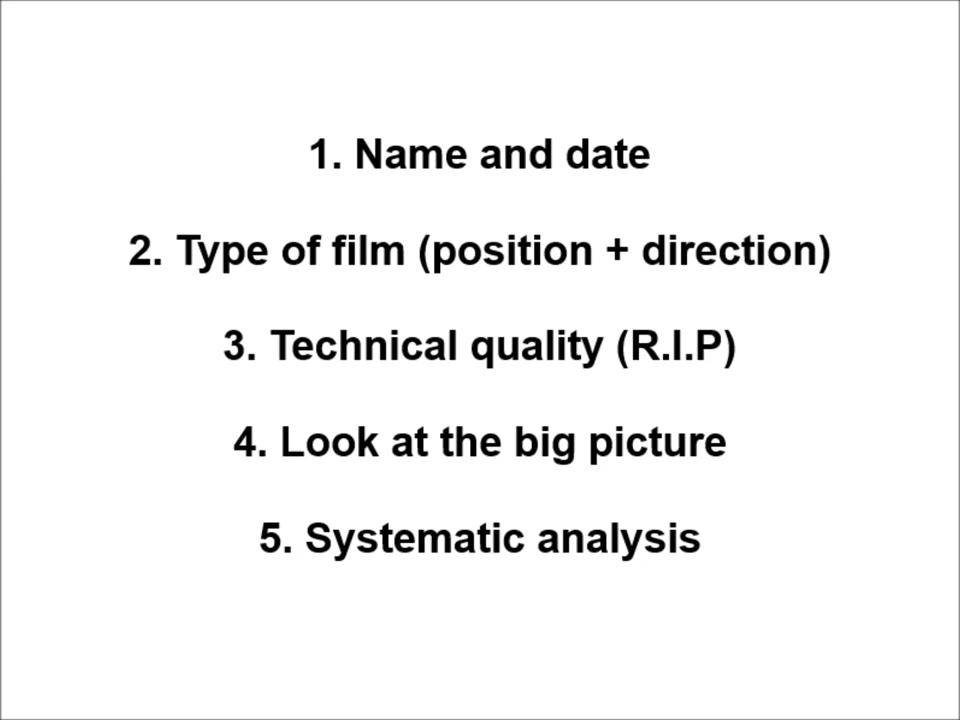 1. Name and date
2. Type of film (position + direction)
3. Technical quality (R.I.P)
4. Look at the big picture
5. Systematic analysis